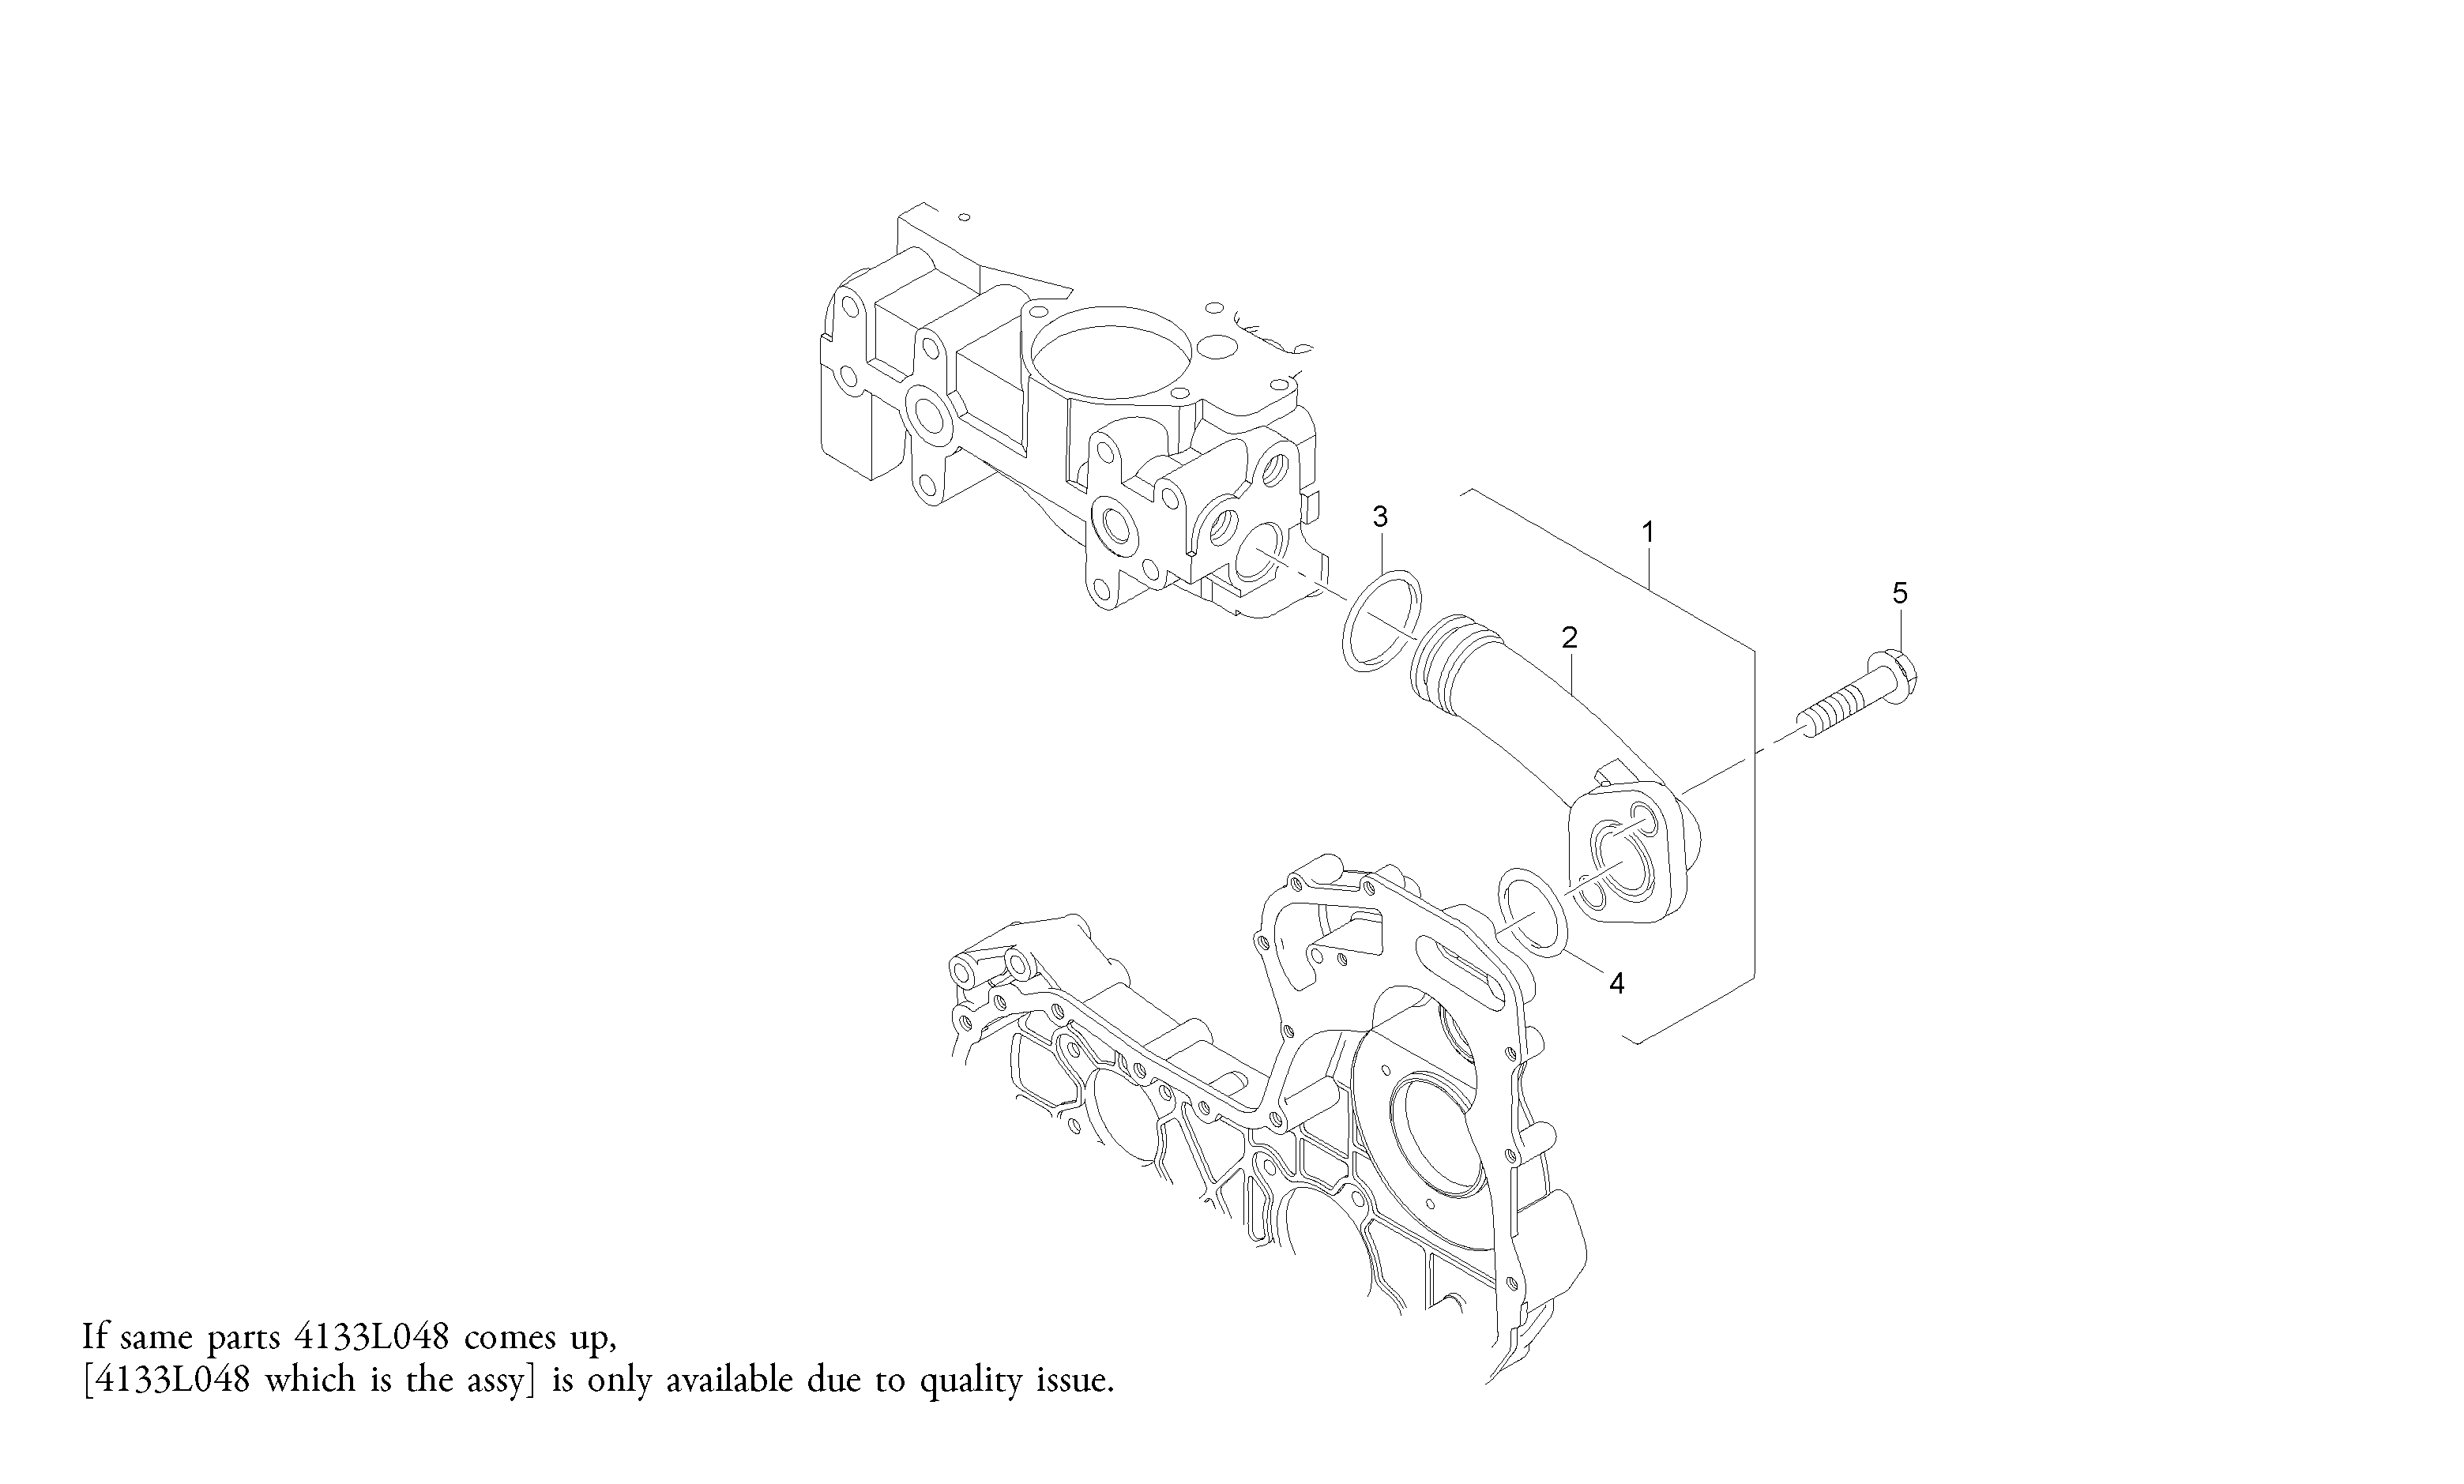 3
1
5
2
4
If same parts 4133L048 comes up,
[4133L048 which is the assy] is only available due to quality issue.